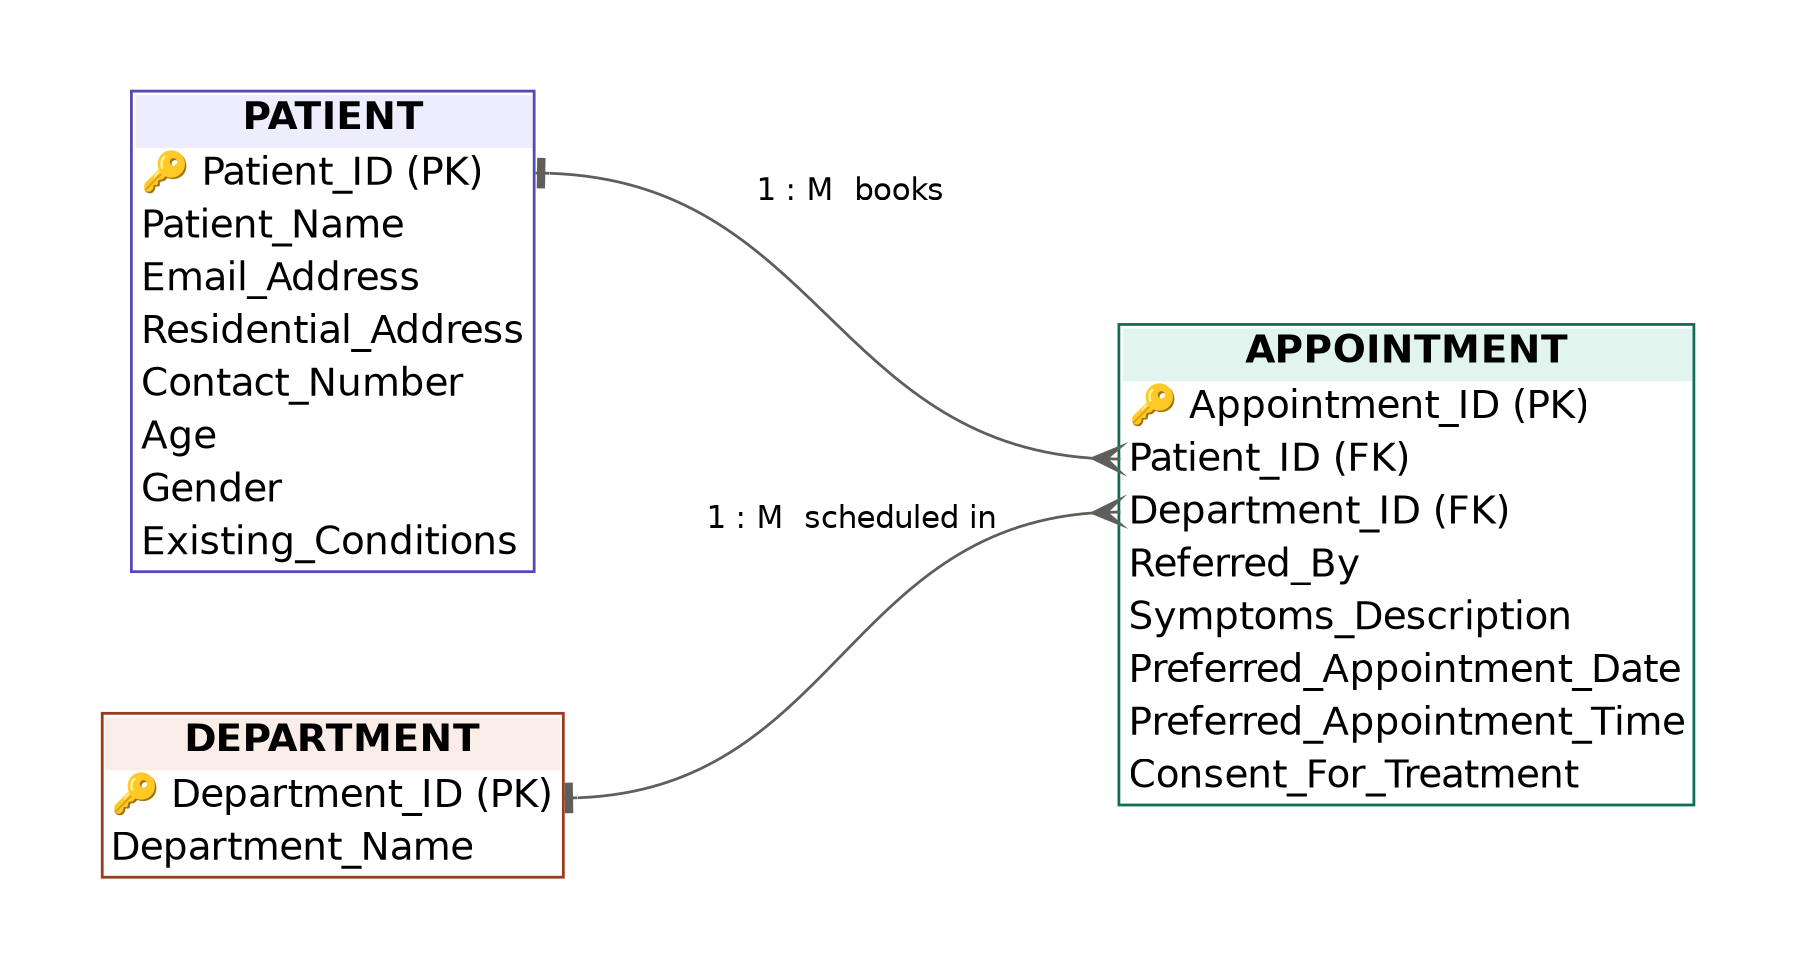 PATIENT
🔑 Patient_ID (PK)
Patient_Name
Email_Address
Residential_Address
Contact_Number
Age
Gender
Existing_Conditions
1 : M books
APPOINTMENT
🔑 Appointment_ID (PK)
Patient_ID (FK)
Department_ID (FK)
Referred_By
Symptoms_Description
Preferred_Appointment_Date
Preferred_Appointment_Time
Consent_For_Treatment
1 : M scheduled in
DEPARTMENT
🔑 Department_ID (PK)
Department_Name